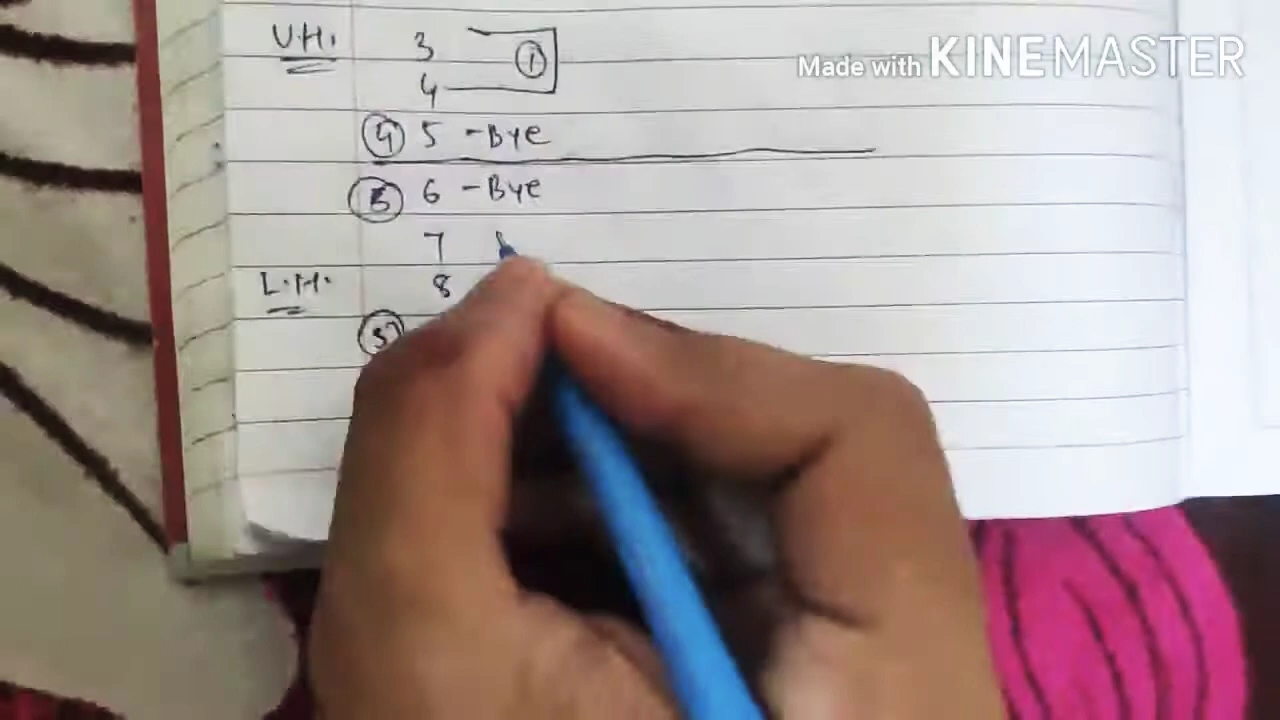 Made with KINEMASTER
U.H. 3 ①
4
④ 5 - Bye
6 - Bye
7
L.H. 8
③